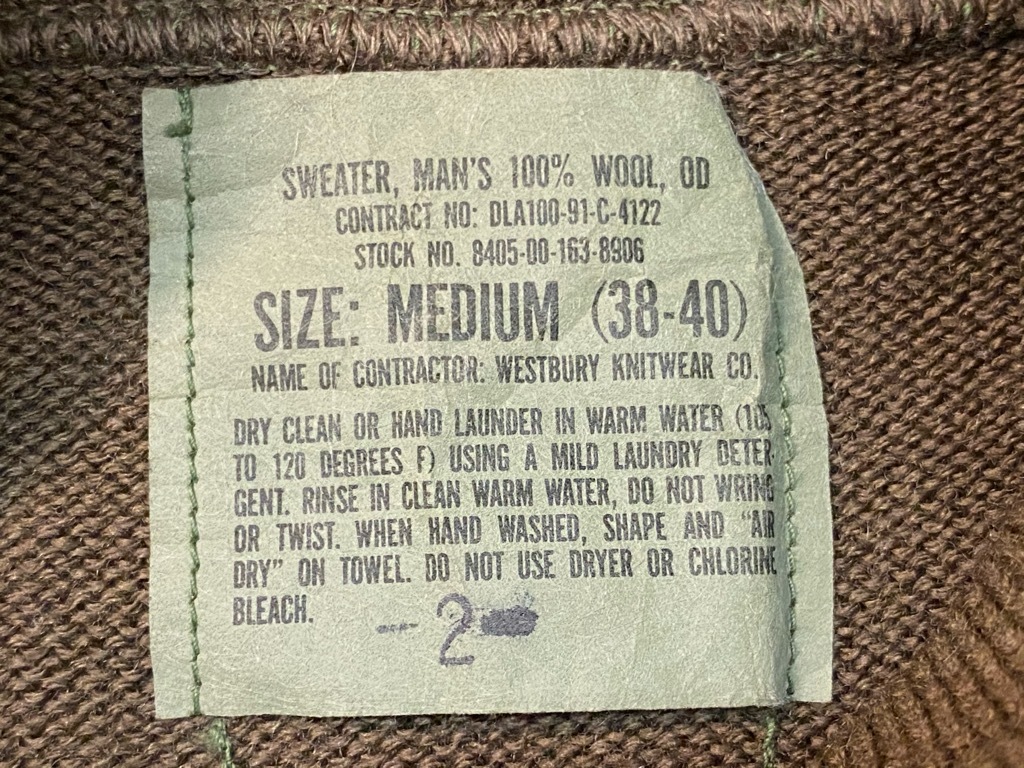 SWEATER, MAN'S 100% WOOL, OD
CONTRACT NO: DLA100-91-C-4122
STOCK NO. 8405-00-163-8906
SIZE: MEDIUM (38-40)
NAME OF CONTRACTOR: WESTBURY KNITWEAR CO.
DRY CLEAN OR HAND LAUNDER IN WARM WATER (105
TO 120 DEGREES F) USING A MILD LAUNDRY DETER-
GENT. RINSE IN CLEAN WARM WATER, DO NOT WRING
OR TWIST. WHEN HAND WASHED, SHAPE AND "AIR
DRY" ON TOWEL. DO NOT USE DRYER OR CHLORINE
BLEACH.
- 2